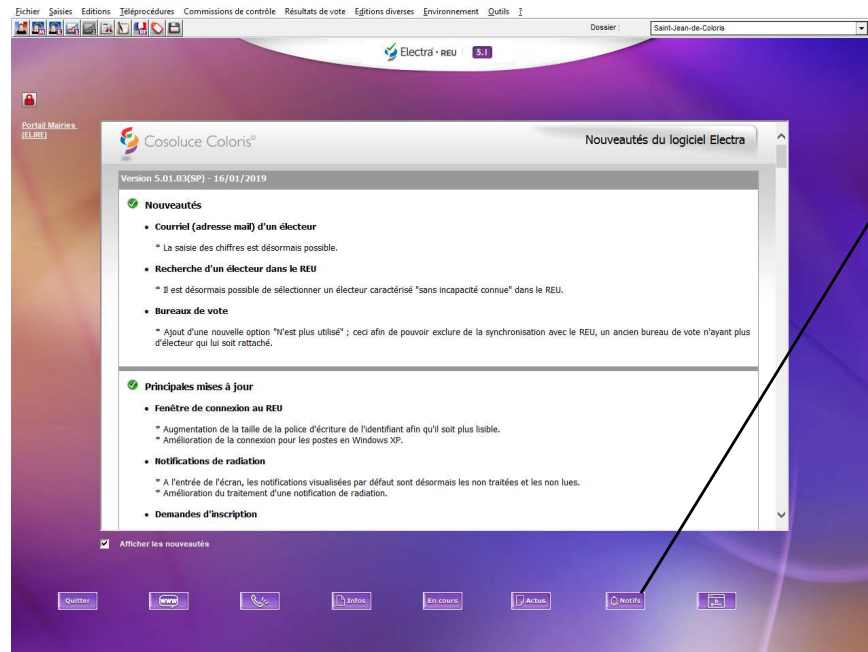 Fichier Saisies Editions Téléprocédures Commissions de contrôle Résultats de vote Editions diverses Environnement Outils ?
Dossier : Saint-Jean-de-Coloris
Electra · REU 5.1
Portail Mairies (ELIRE)
Cosoluce Coloris®
Nouveautés du logiciel Electra
Version 5.01.03(SP) - 16/01/2019
Nouveautés
• Courriel (adresse mail) d'un électeur
* La saisie des chiffres est désormais possible.
• Recherche d'un électeur dans le REU
* Il est désormais possible de sélectionner un électeur caractérisé "sans incapacité connue" dans le REU.
• Bureaux de vote
* Ajout d'une nouvelle option "N'est plus utilisé" ; ceci afin de pouvoir exclure de la synchronisation avec le REU, un ancien bureau de vote n'ayant plus
d'électeur qui lui soit rattaché.
Principales mises à jour
• Fenêtre de connexion au REU
* Augmentation de la taille de la police d'écriture de l'identifiant afin qu'il soit plus lisible.
* Amélioration de la connexion pour les postes en Windows XP.
• Notifications de radiation
* A l'entrée de l'écran, les notifications visualisées par défaut sont désormais les non traitées et les non lues.
* Amélioration du traitement d'une notification de radiation.
• Demandes d'inscription
Afficher les nouveautés
Quitter www Infos En cours Actus Notifs